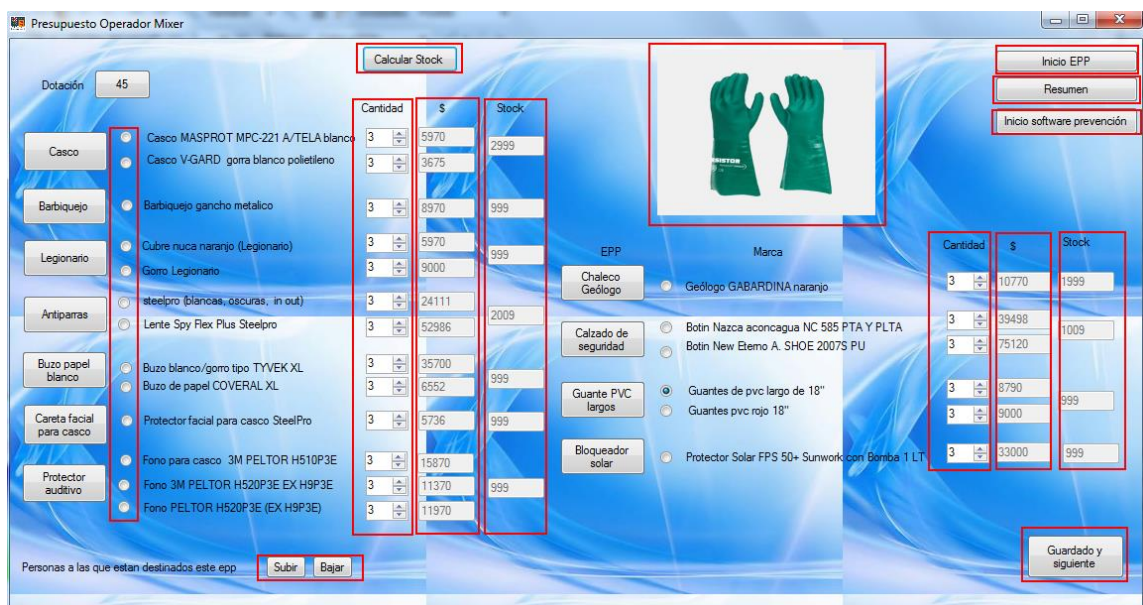 Presupuesto Operador Mixer
Calcular Stock
Inicio EPP
Resumen
Inicio software prevención
Dotación 45
Cantidad $ Stock
Casco
Casco MASPROT MPC-221 A/TELA blanco 3 5970
2999
Casco V-GARD gorra blanco polietileno 3 3675
Barbiquejo Barbiquejo gancho metalico 3 8970 999
Legionario
Cubre nuca naranjo (Legionario) 3 5970
999
Gorro Legionario 3 9000
Antiparras
steelpro (blancas, oscuras, in out) 3 24111
2009
Lente Spy Flex Plus Steelpro 3 52986
Buzo papel
blanco
Buzo blanco/gorro tipo TYVEK XL 3 35700
999
Buzo de papel COVERAL XL 3 6552
Careta facial
para casco
Protector facial para casco SteelPro 3 5736 999
Protector
auditivo
Fono para casco 3M PELTOR H510P3E 3 15870
Fono 3M PELTOR H520P3E EX H9P3E 3 11370 999
Fono PELTOR H520P3E (EX H9P3E) 3 11970
Personas a las que estan destinados este epp Subir Bajar
EPP Marca Cantidad $ Stock
Chaleco
Geólogo
Geólogo GABARDINA naranjo 3 10770 1999
Calzado de
seguridad
Botin Nazca aconcagua NC 585 PTA Y PLTA 3 39498
1009
Botin New Eterno A. SHOE 2007S PU 3 75120
Guante PVC
largos
Guantes de pvc largo de 18" 3 8790
999
Guantes pvc rojo 18" 3 9000
Bloqueador
solar
Protector Solar FPS 50+ Sunwork con Bomba 1 LT 3 33000 999
Guardado y
siguiente